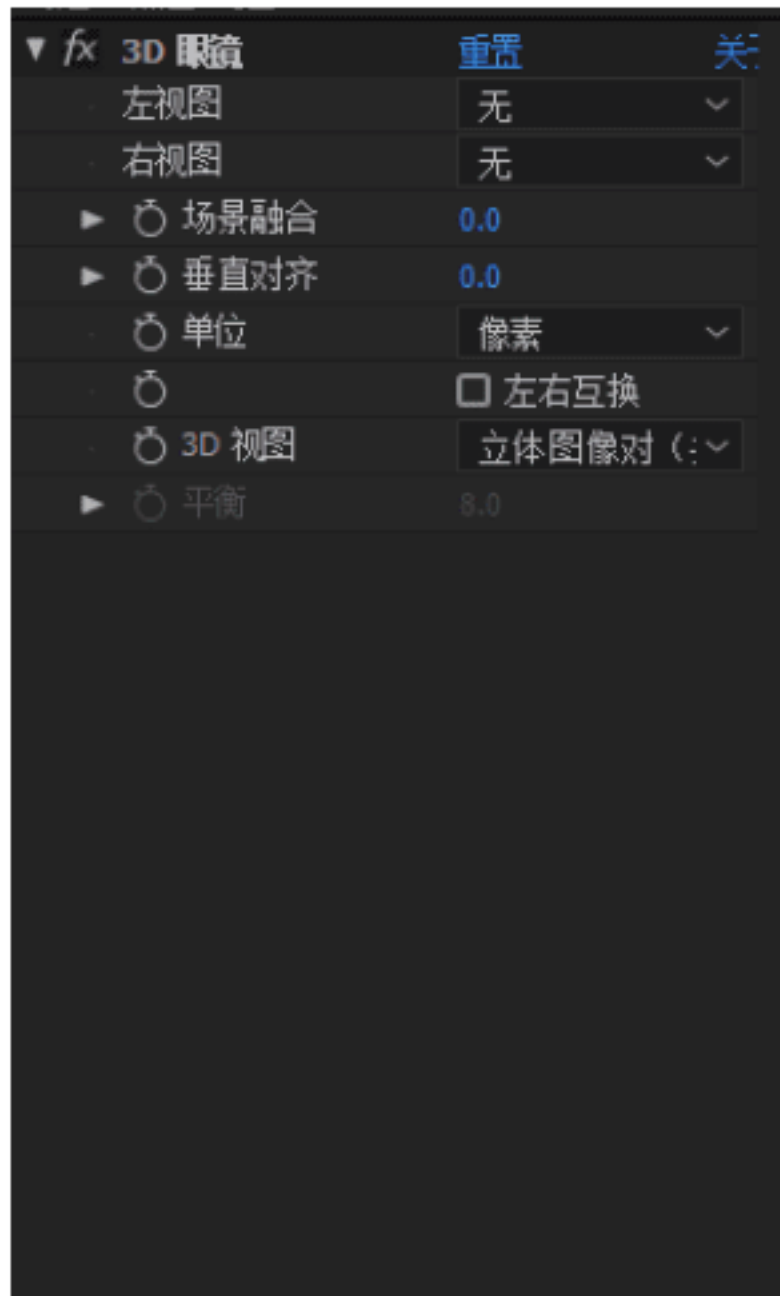 fx 3D 眼镜 重置
左视图 无
右视图 无
场景融合 0.0
垂直对齐 0.0
单位 像素
左右互换
3D 视图 立体图像对 (
平衡 8.0